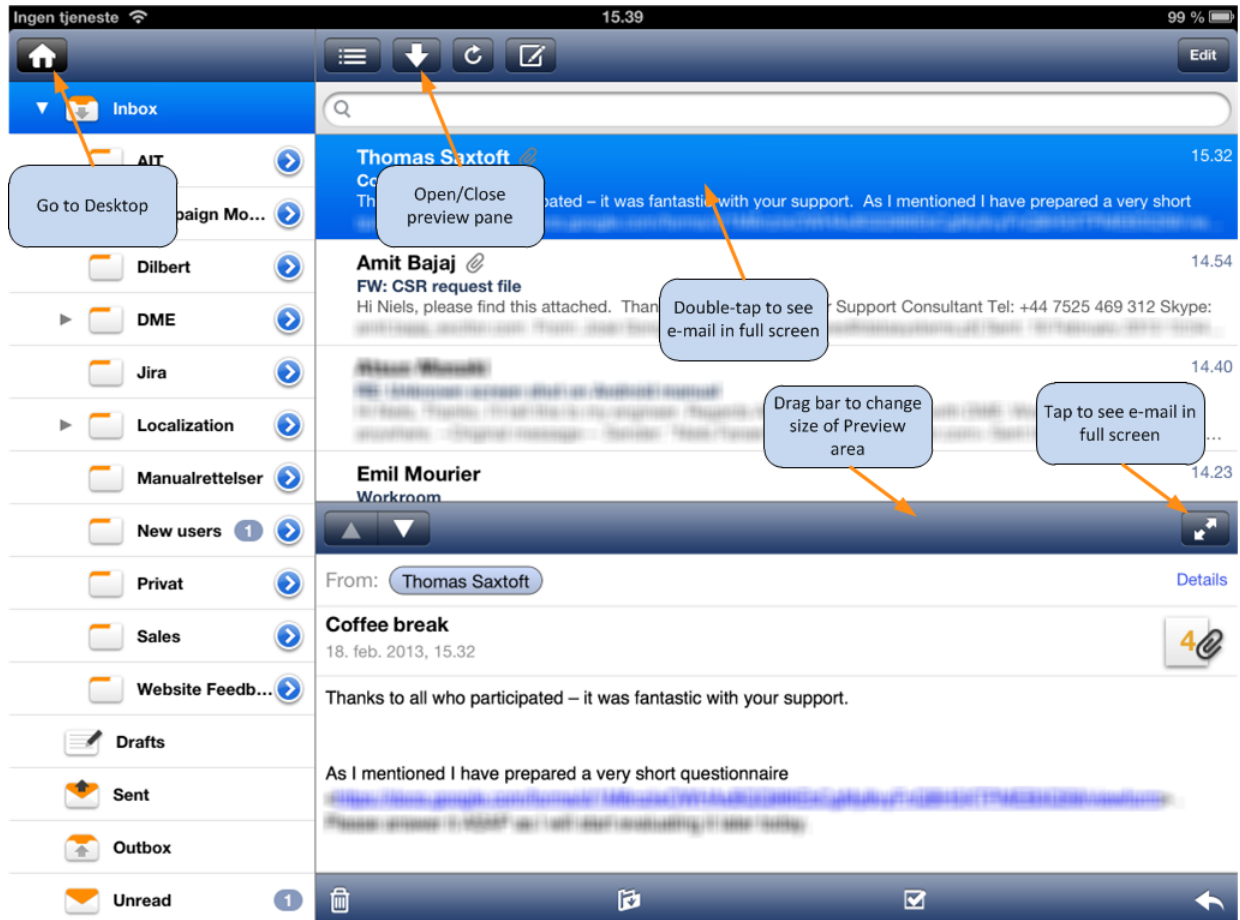 Ingen tjeneste 15.39 99 %
Edit
Inbox
AIT
Go to Desktop
paign Mo...
Dilbert
DME
Jira
Localization
Manualrettelser
New users 1
Privat
Sales
Website Feedb...
Drafts
Sent
Outbox
Unread 1
Thomas Saxtoft 15.32
Co
Th pated – it was fantastic with your support. As I mentioned I have prepared a very short
Open/Close
preview pane
Amit Bajaj 14.54
FW: CSR request file
Hi Niels, please find this attached. Than Support Consultant Tel: +44 7525 469 312 Skype:
Double-tap to see
e-mail in full screen
14.40
Drag bar to change
size of Preview
area
Tap to see e-mail in
full screen
Emil Mourier 14.23
Workroom
From: Thomas Saxtoft Details
Coffee break
18. feb. 2013, 15.32
4
Thanks to all who participated – it was fantastic with your support.
As I mentioned I have prepared a very short questionnaire